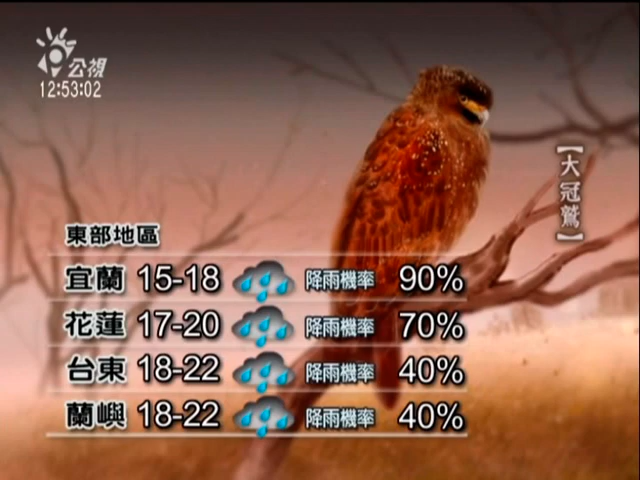 公視
12:53:02
【大冠鷲】
東部地區
宜蘭 15-18 降雨機率 90%
花蓮 17-20 降雨機率 70%
台東 18-22 降雨機率 40%
蘭嶼 18-22 降雨機率 40%